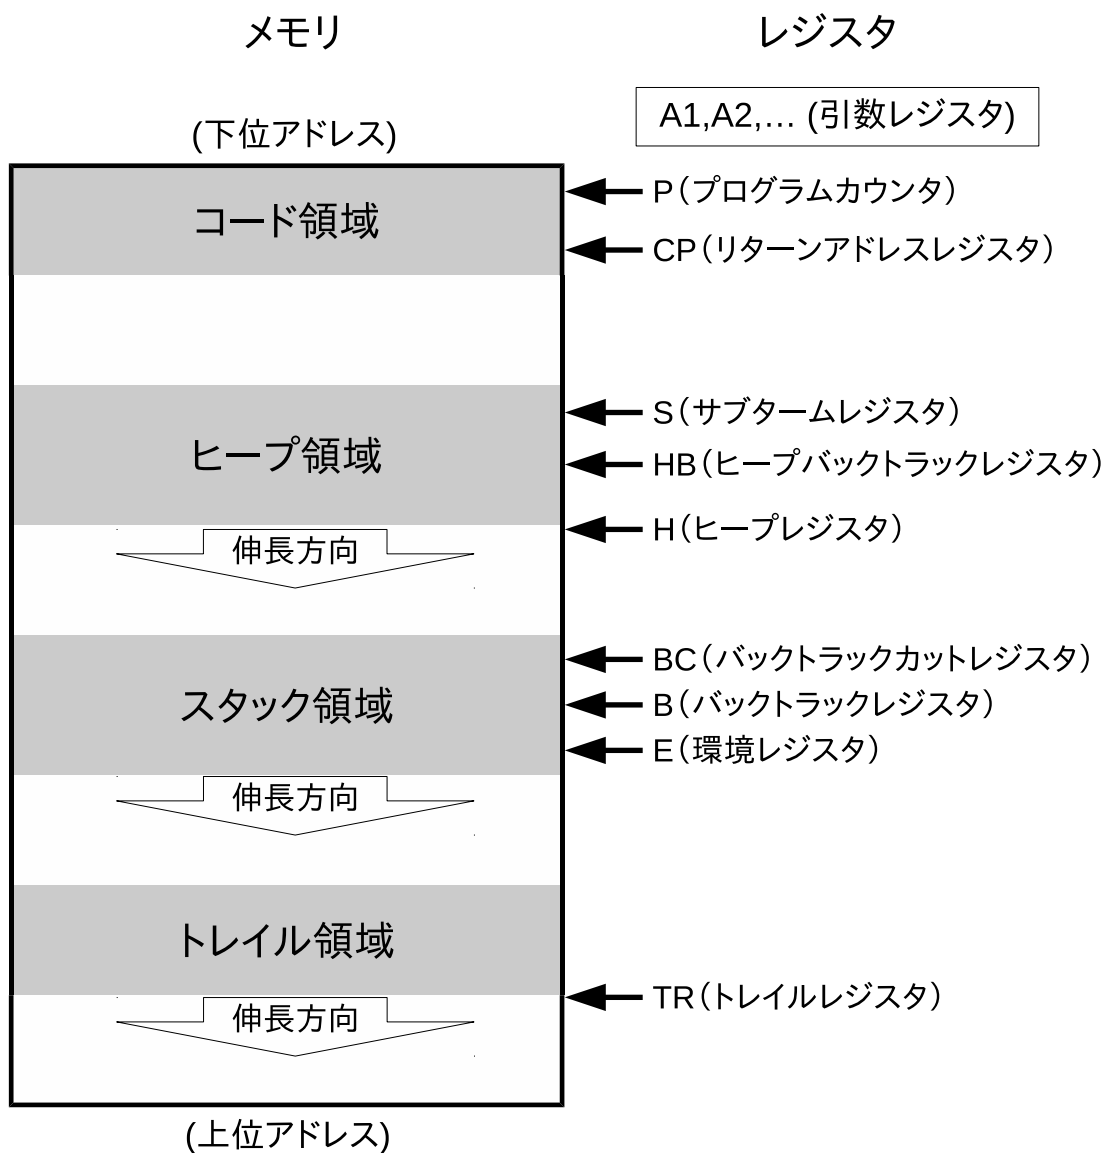 メモリ
レジスタ
A1,A2,… (引数レジスタ)
(下位アドレス)
コード領域
P（プログラムカウンタ）
CP（リターンアドレスレジスタ）
ヒープ領域
S（サブタームレジスタ）
HB（ヒープバックトラックレジスタ）
H（ヒープレジスタ）
伸長方向
スタック領域
BC（バックトラックカットレジスタ）
B（バックトラックレジスタ）
E（環境レジスタ）
伸長方向
トレイル領域
TR（トレイルレジスタ）
伸長方向
(上位アドレス)